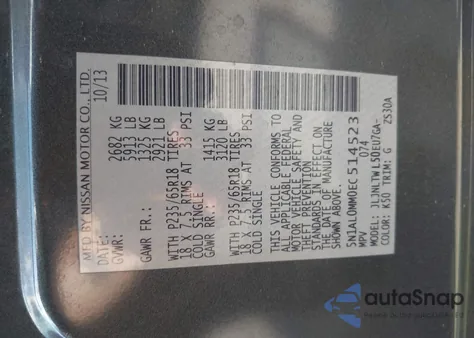 MFD BY NISSAN MOTOR CO., LTD.
DATE: 10/13
GVWR: 2682 KG
5913 LB
GAWR FR.: 1325 KG
2921 LB
WITH P235/65R18 TIRES
18 X 7.5 RIMS AT 33 PSI
COLD SINGLE
GAWR RR.: 1415 KG
3120 LB
WITH P235/65R18 TIRES
18 X 7.5 RIMS AT 33 PSI
COLD SINGLE
THIS VEHICLE CONFORMS TO
ALL APPLICABLE FEDERAL
MOTOR VEHICLE SAFETY AND
THEFT PREVENTION
STANDARDS IN EFFECT ON
THE DATE OF MANUFACTURE
SHOWN ABOVE.
5N1AL0MM0EC514523
MPV 074
MODEL: JL1NLTWL50EU7GA-
COLOR: K50 TRIM: G ZS30A
autaSnap